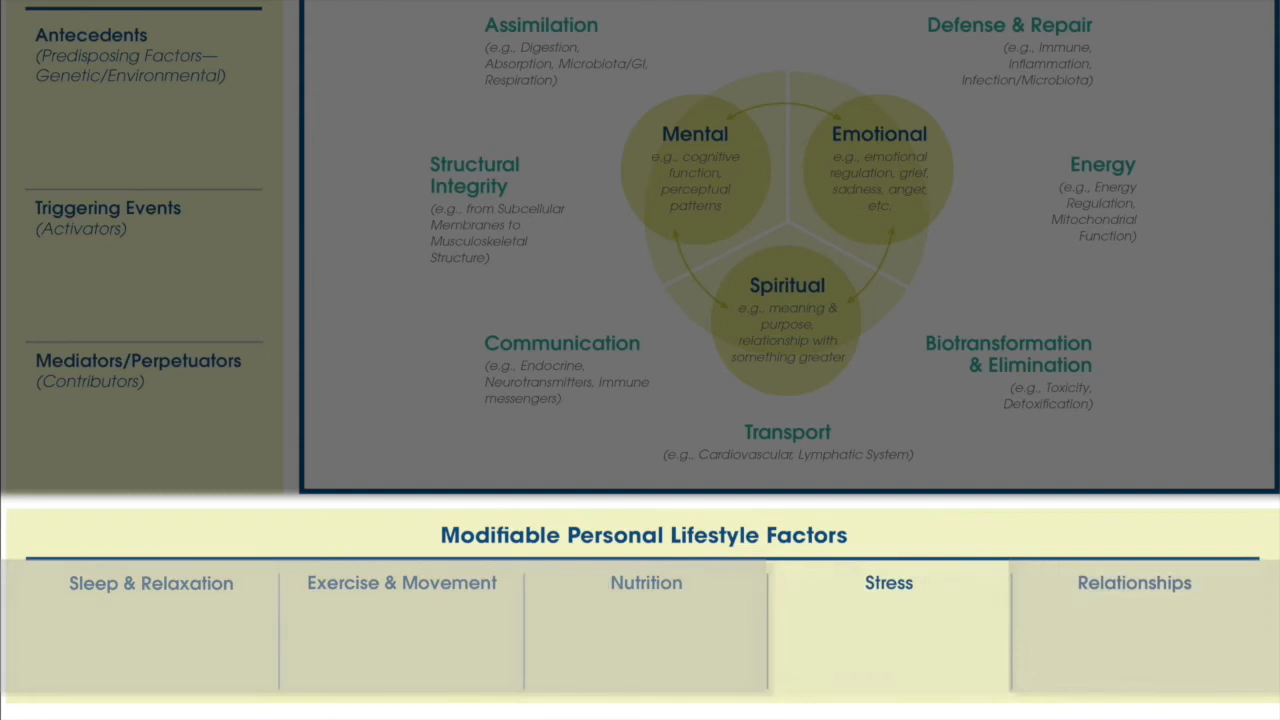 Antecedents
(Predisposing Factors—
Genetic/Environmental)
Triggering Events
(Activators)
Mediators/Perpetuators
(Contributors)
Assimilation
(e.g., Digestion,
Absorption, Microbiota/GI,
Respiration)
Defense & Repair
(e.g., Immune,
Inflammation,
Infection/Microbiota)
Structural
Integrity
(e.g., from Subcellular
Membranes to
Musculoskeletal
Structure)
Mental
e.g., cognitive
function,
perceptual
patterns
Emotional
e.g., emotional
regulation, grief,
sadness, anger,
etc.
Energy
(e.g., Energy
Regulation,
Mitochondrial
Function)
Spiritual
e.g., meaning &
purpose,
relationship with
something greater
Communication
(e.g., Endocrine,
Neurotransmitters, Immune
messengers)
Biotransformation
& Elimination
(e.g., Toxicity,
Detoxification)
Transport
(e.g., Cardiovascular, Lymphatic System)
Modifiable Personal Lifestyle Factors
Sleep & Relaxation
Exercise & Movement
Nutrition
Stress
Relationships